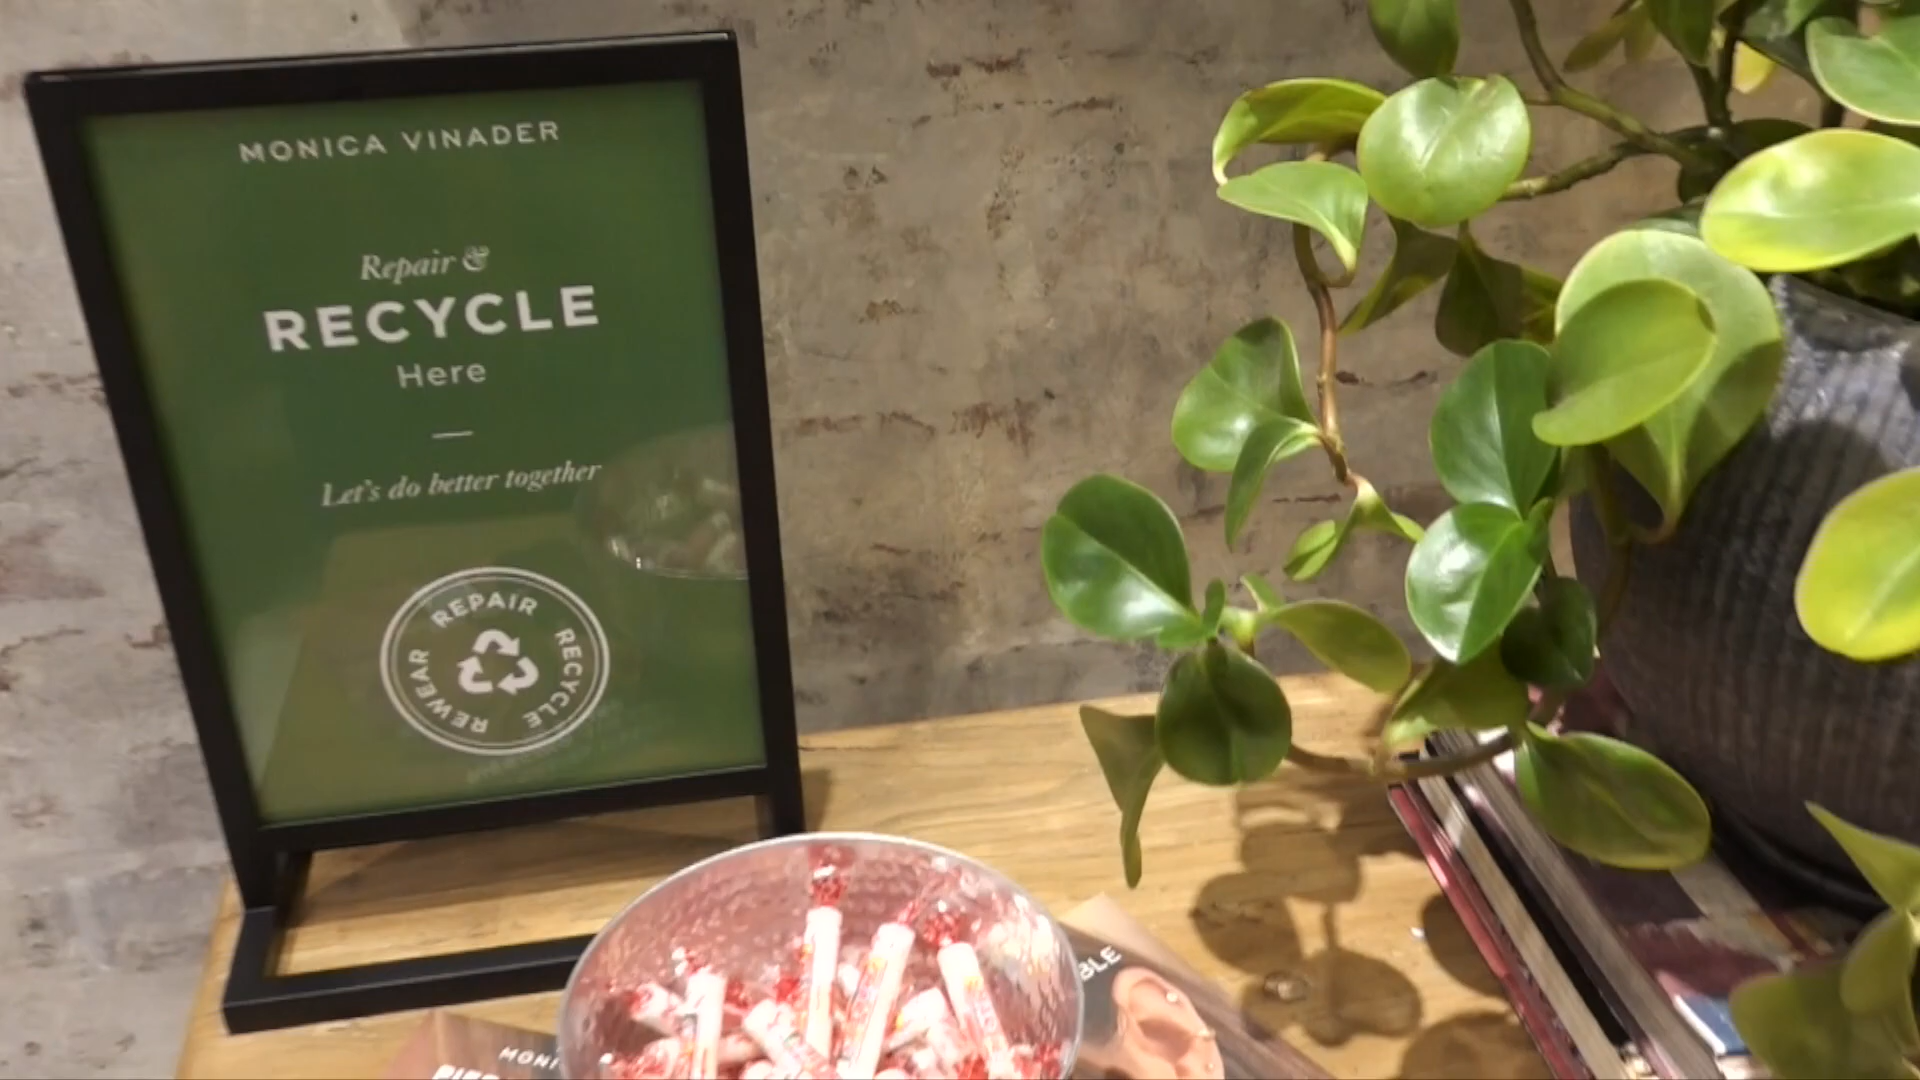 MONICA VINADER
Repair &
RECYCLE
Here
Let's do better together
REPAIR
RECYCLE
REWEAR